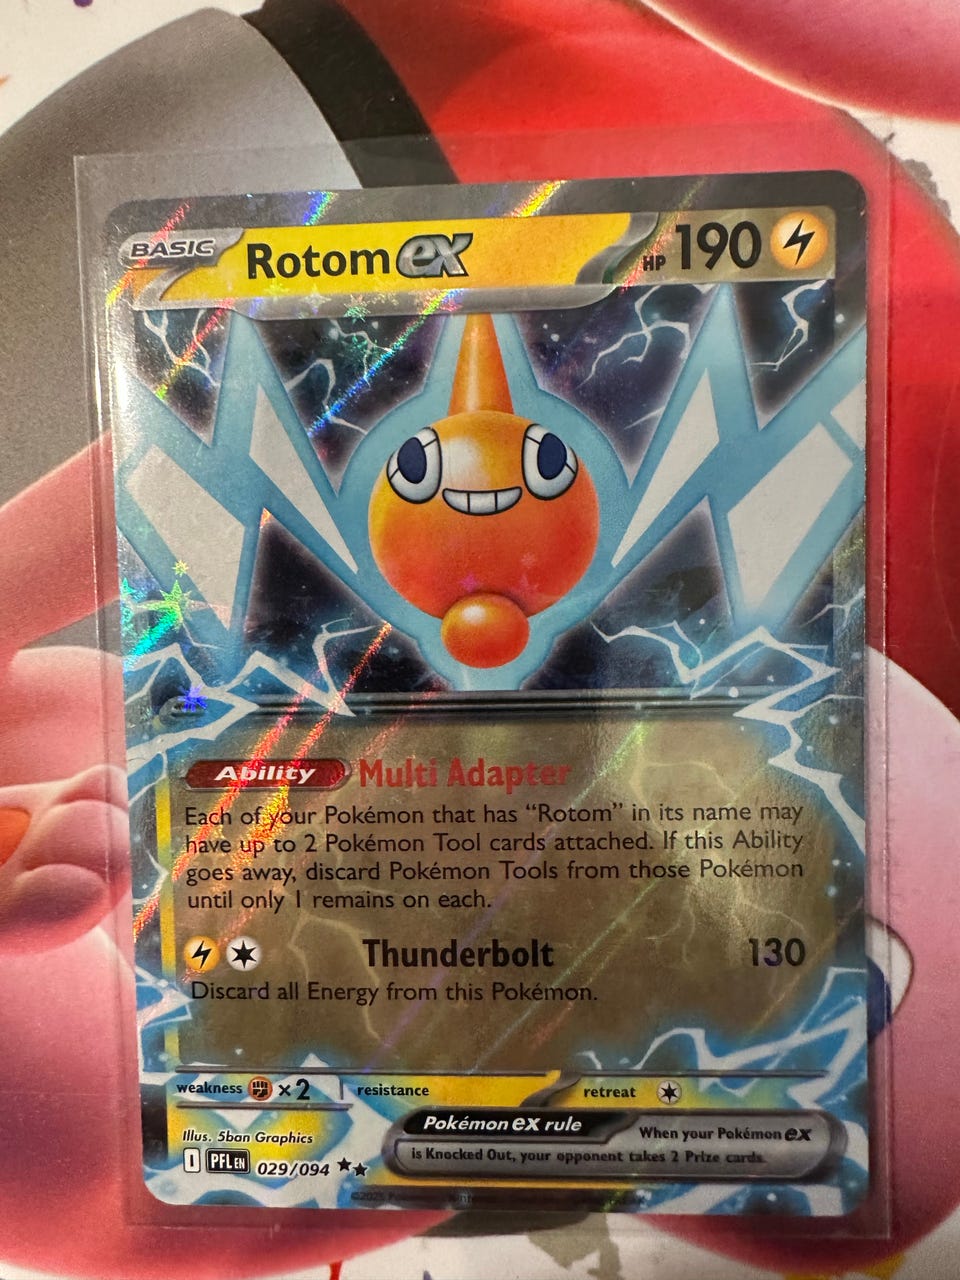 BASIC Rotom ex HP 190
Ability Multi Adapter
Each of your Pokémon that has “Rotom” in its name may
have up to 2 Pokémon Tool cards attached. If this Ability
goes away, discard Pokémon Tools from those Pokémon
until only 1 remains on each.
Thunderbolt 130
Discard all Energy from this Pokémon.
weakness ×2 resistance retreat
Illus. 5ban Graphics
Pokémon ex rule
When your Pokémon ex
is Knocked Out, your opponent takes 2 Prize cards.
I PFL EN 029/094
©2025